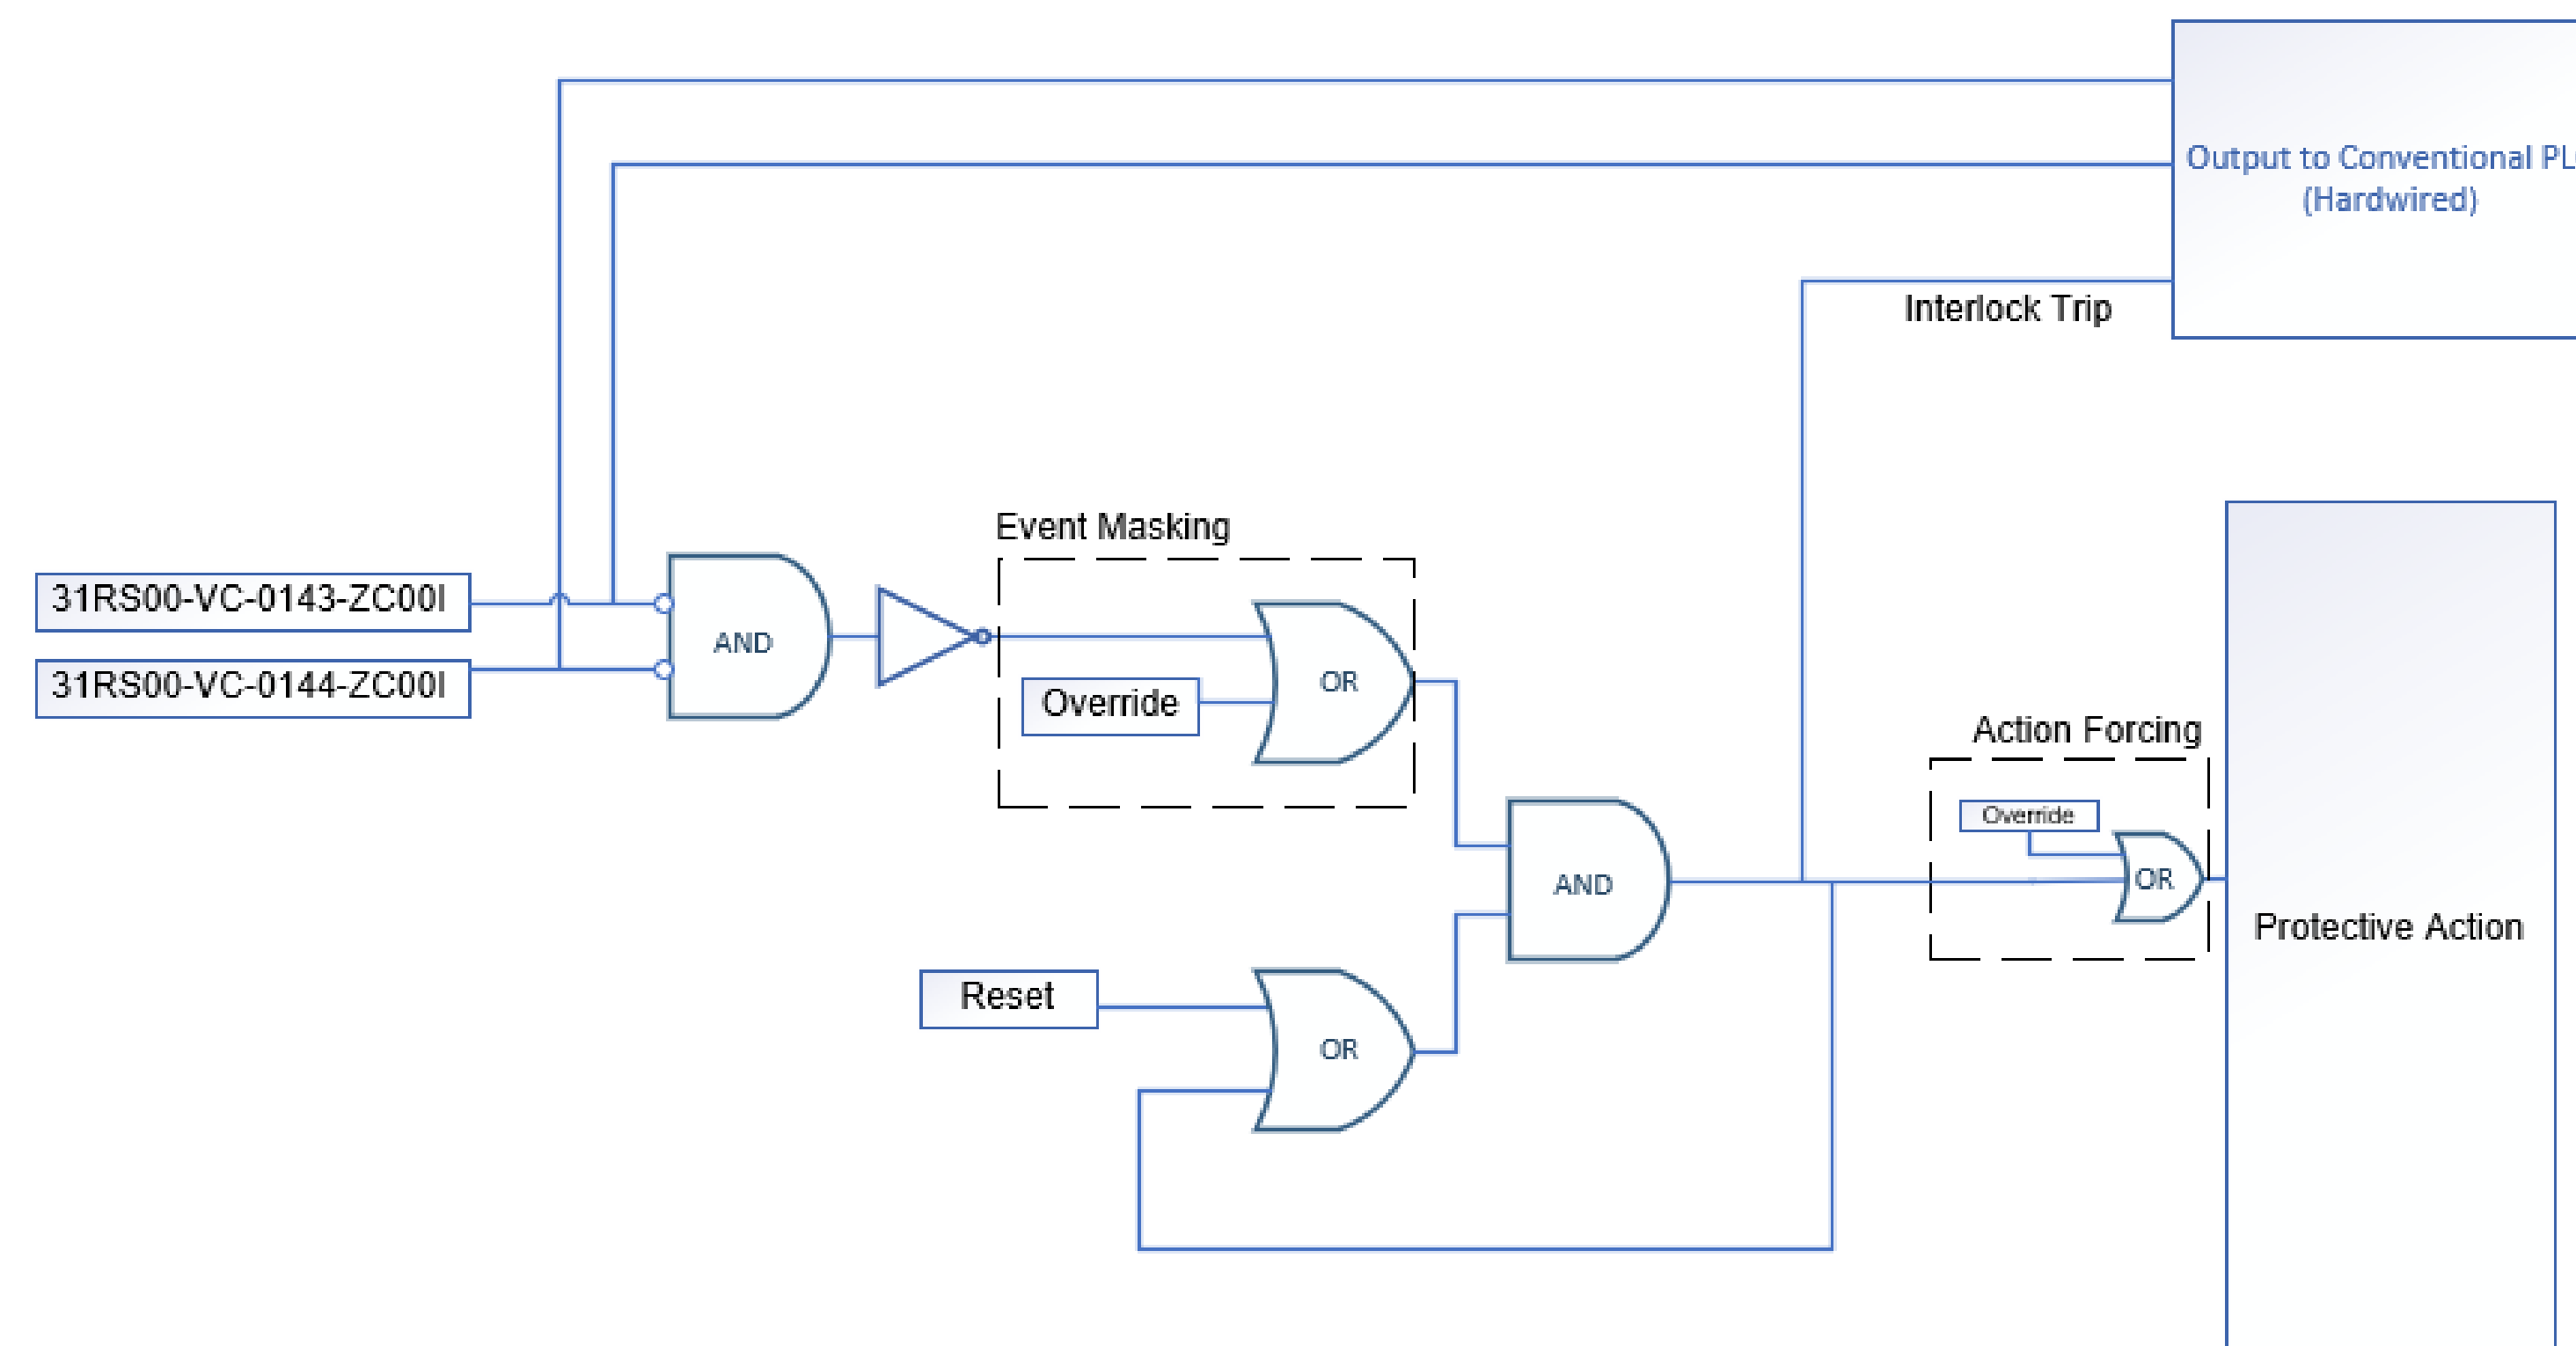 Output to Conventional PL
(Hardwired)
Interlock Trip
Event Masking
31RS00-VC-0143-ZC00I
AND
OR
31RS00-VC-0144-ZC00I
Override
Action Forcing
Override
AND
OR
Protective Action
Reset
OR